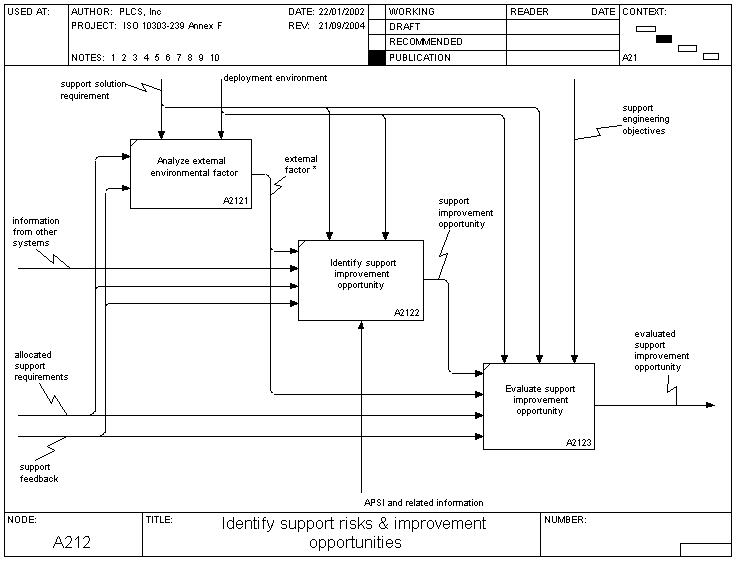 USED AT:
AUTHOR: PLCS, Inc
DATE: 22/01/2002
PROJECT: ISO 10303-239 Annex F
REV: 21/09/2004
NOTES: 1 2 3 4 5 6 7 8 9 10
WORKING
DRAFT
RECOMMENDED
PUBLICATION
READER
DATE
CONTEXT:
A21
support solution
requirement
deployment environment
support
engineering
objectives
Analyze external
environmental factor
A2121
external
factor *
support
improvement
opportunity
information
from other
systems
Identify support
improvement
opportunity
A2122
evaluated
support
improvement
opportunity
allocated
support
requirements
Evaluate support
improvement
opportunity
A2123
support
feedback
APSI and related information
NODE:
A212
TITLE:
Identify support risks & improvement
opportunities
NUMBER: